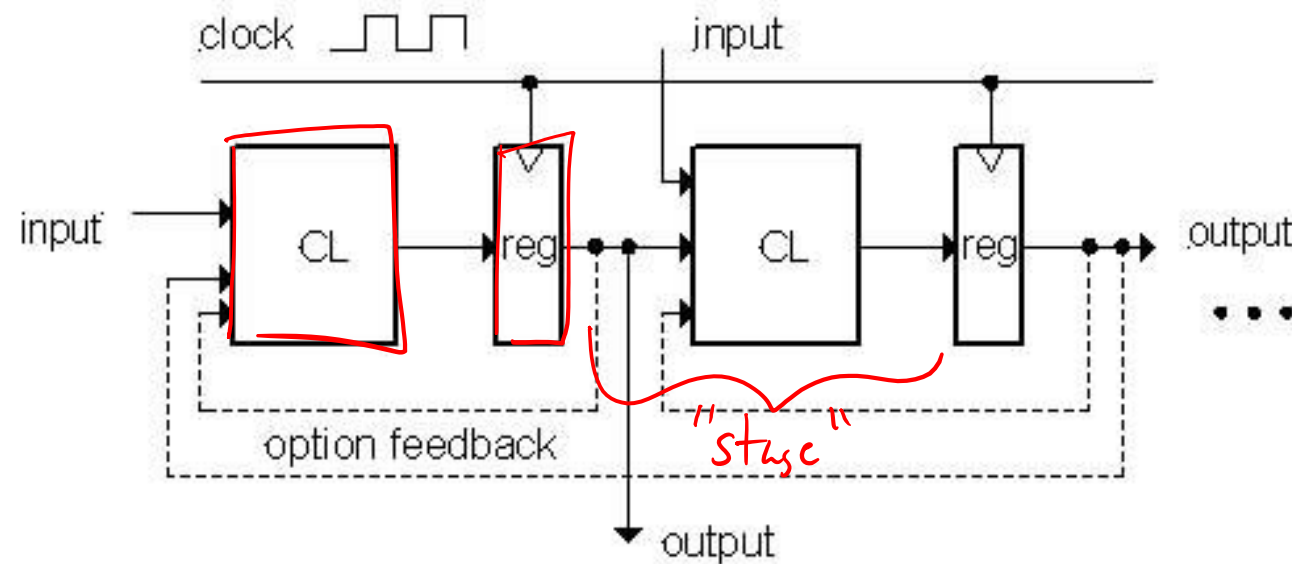 clock
input
input
CL
reg
CL
reg
output
option feedback
"stage"
output